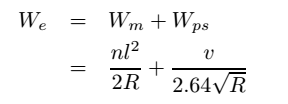 W_e = W_m + W_{ps}
= \frac{nl^2}{2R} + \frac{v}{2.64\sqrt{R}}